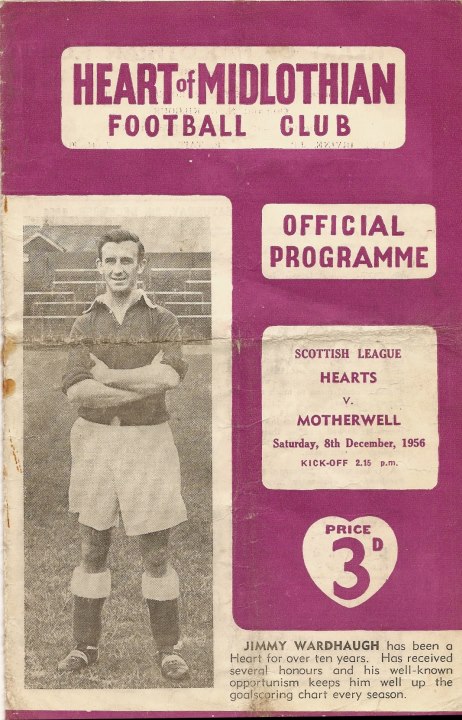 HEART of MIDLOTHIAN
FOOTBALL CLUB
OFFICIAL
PROGRAMME
SCOTTISH LEAGUE
HEARTS
V.
MOTHERWELL
Saturday, 8th December, 1956
KICK-OFF 2.15 p.m.
PRICE
3D
JIMMY WARDHAUGH has been a
Heart for over ten years. Has received
several honours and his well-known
opportunism keeps him well up the
goalscoring chart every season.